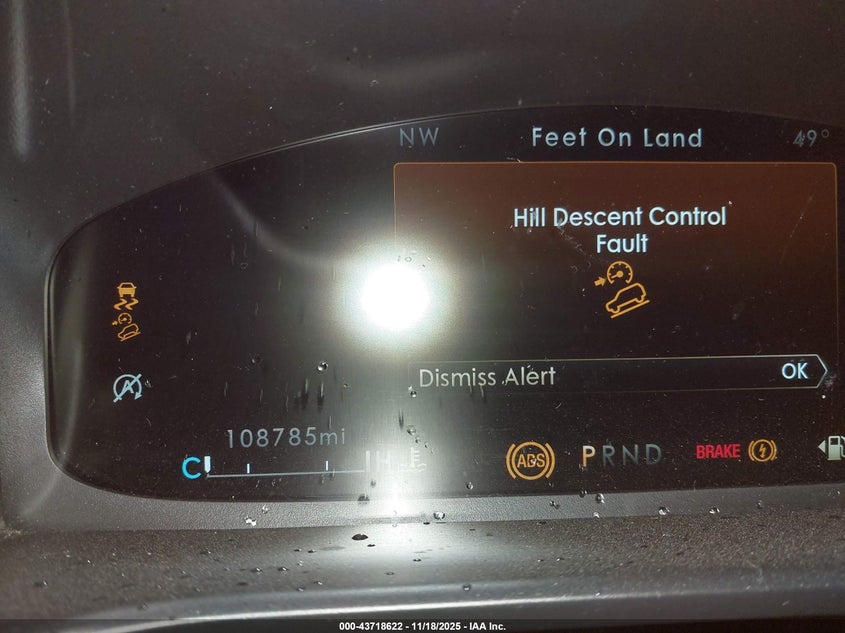 NW Feet On Land 49°
Hill Descent Control
Fault
Dismiss Alert OK
108785mi
C H ABS PRND BRAKE
000-43718622 - 11/18/2025 - IAA Inc.